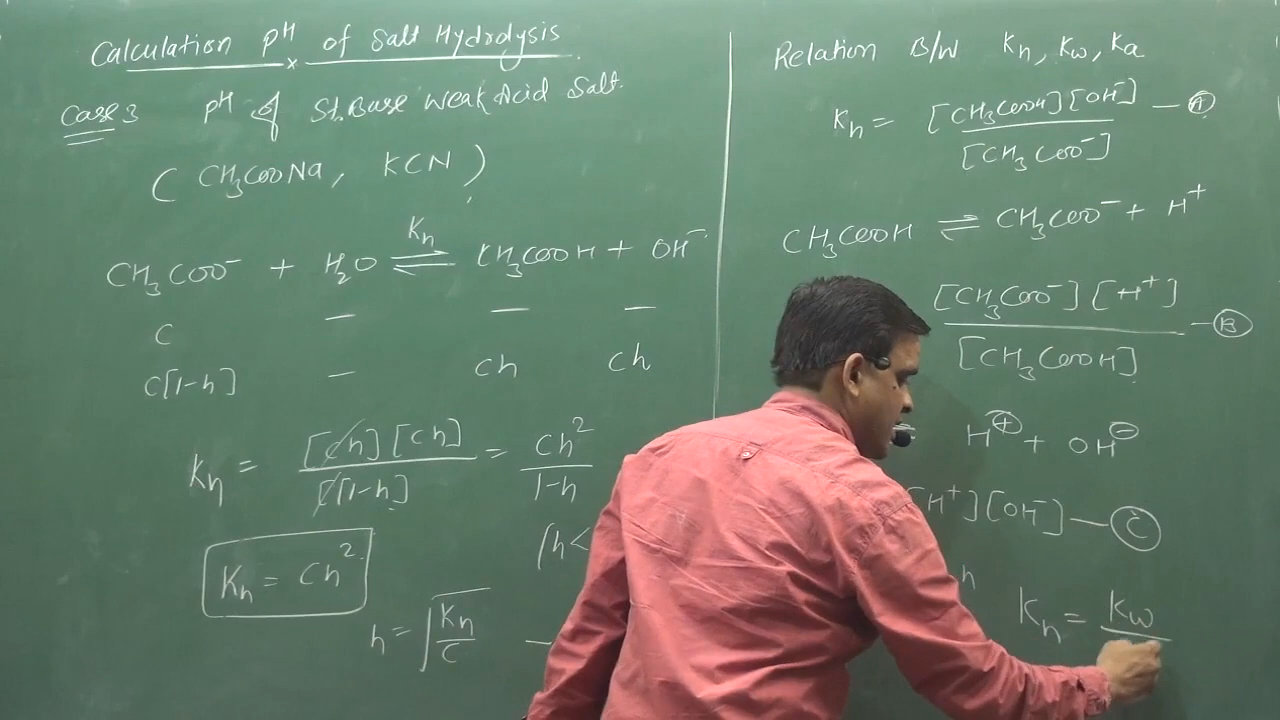 Calculation pH of Salt Hydrolysis
Case 3 pH of St. Base Weak Acid Salt.
( CH₃COONa, KCN )
Kh
CH₃COO⁻ + H₂O ⇌ CH₃COOH + OH⁻
C — — —
C[1-h] — Ch Ch
Kh = [Ch][Ch] / C[1-h] = Ch² / 1-h
(h<
Kh = Ch²
h = √Kh/C —
Relation B/W Kh, Kw, Ka
Kh = [CH₃COOH][OH⁻] / [CH₃COO⁻] — Ⓐ
CH₃COOH ⇌ CH₃COO⁻ + H⁺
[CH₃COO⁻][H⁺] / [CH₃COOH] — Ⓑ
H⊕ + OH⊖
H⁺][OH⁻] — Ⓒ
h Kh = Kw